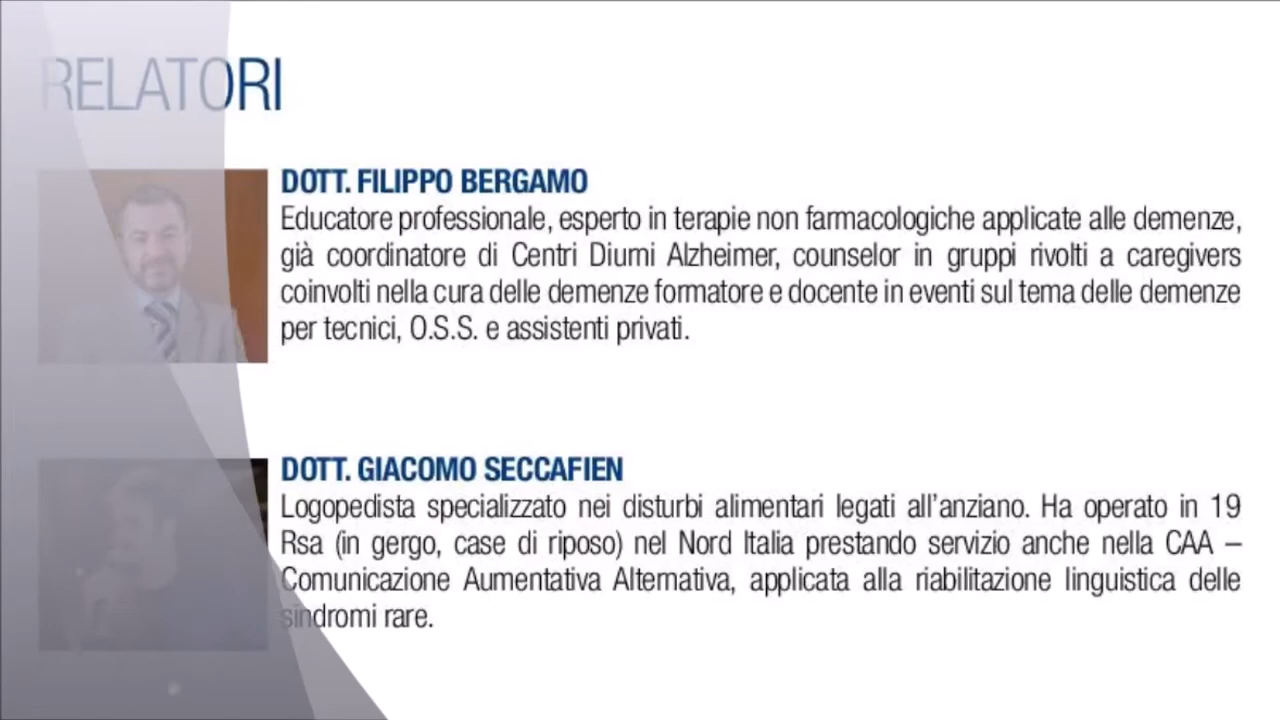 RELATORI
DOTT. FILIPPO BERGAMO
Educatore professionale, esperto in terapie non farmacologiche applicate alle demenze,
già coordinatore di Centri Diurni Alzheimer, counselor in gruppi rivolti a caregivers
coinvolti nella cura delle demenze formatore e docente in eventi sul tema delle demenze
per tecnici, O.S.S. e assistenti privati.
DOTT. GIACOMO SECCAFIEN
Logopedista specializzato nei disturbi alimentari legati all'anziano. Ha operato in 19
Rsa (in gergo, case di riposo) nel Nord Italia prestando servizio anche nella CAA –
Comunicazione Aumentativa Alternativa, applicata alla riabilitazione linguistica delle
sindromi rare.